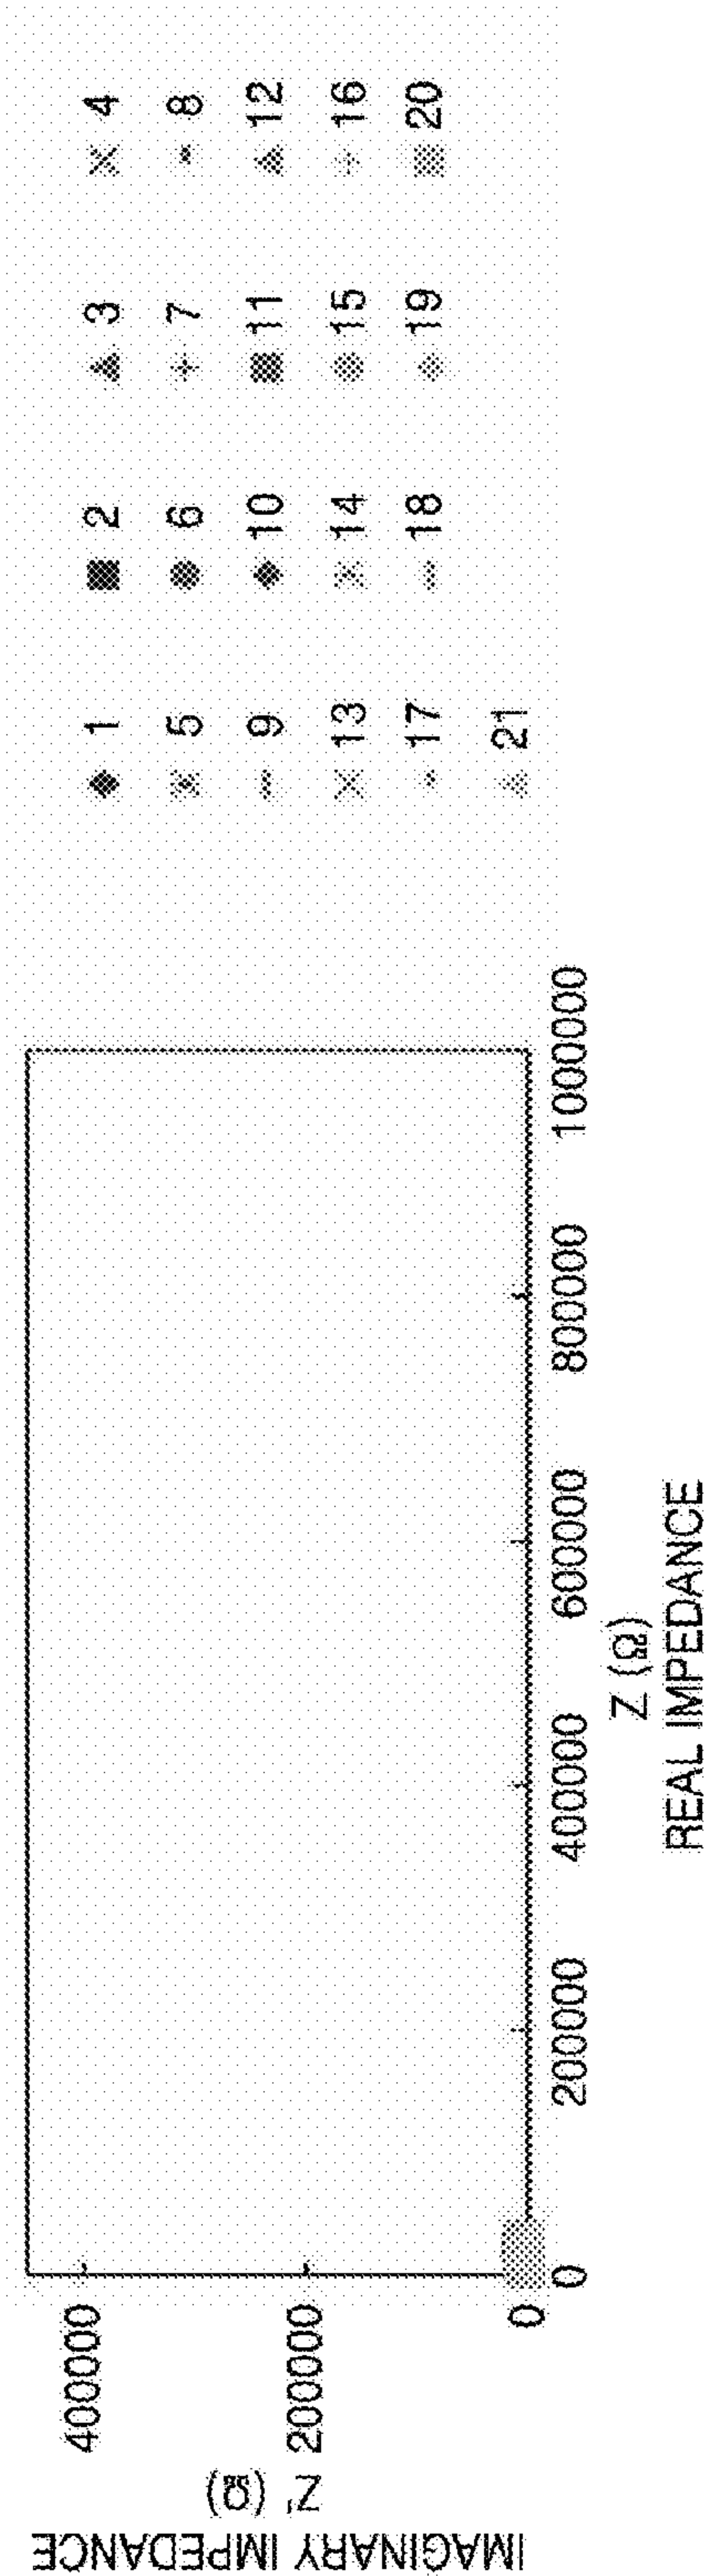 IMAGINARY IMPEDANCE
Z' (Ω)
400000
200000
0
0 200000 400000 600000 800000 1000000
Z (Ω)
REAL IMPEDANCE
1 2 3 4
5 6 7 8
9 10 11 12
13 14 15 16
17 18 19 20
21